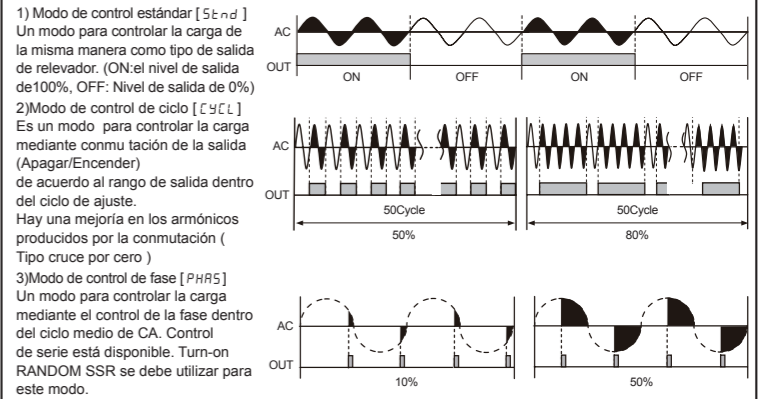 1) Modo de control estándar [ StNd ]
Un modo para controlar la carga de
la misma manera como tipo de salida
de relevador. (ON:el nivel de salida
de100%, OFF: Nivel de salida de 0%)
2)Modo de control de ciclo [ CYCL ]
Es un modo para controlar la carga
mediante conmu tación de la salida
(Apagar/Encender)
de acuerdo al rango de salida dentro
del ciclo de ajuste.
Hay una mejoría en los armónicos
producidos por la conmutación (
Tipo cruce por cero )
3)Modo de control de fase [ PHAS ]
Un modo para controlar la carga
mediante el control de la fase dentro
del ciclo medio de CA. Control
de serie está disponible. Turn-on
RANDOM SSR se debe utilizar para
este modo.
AC
OUT
ON OFF ON OFF
AC
OUT
50Cycle 50Cycle
50% 80%
AC
OUT
10% 50%